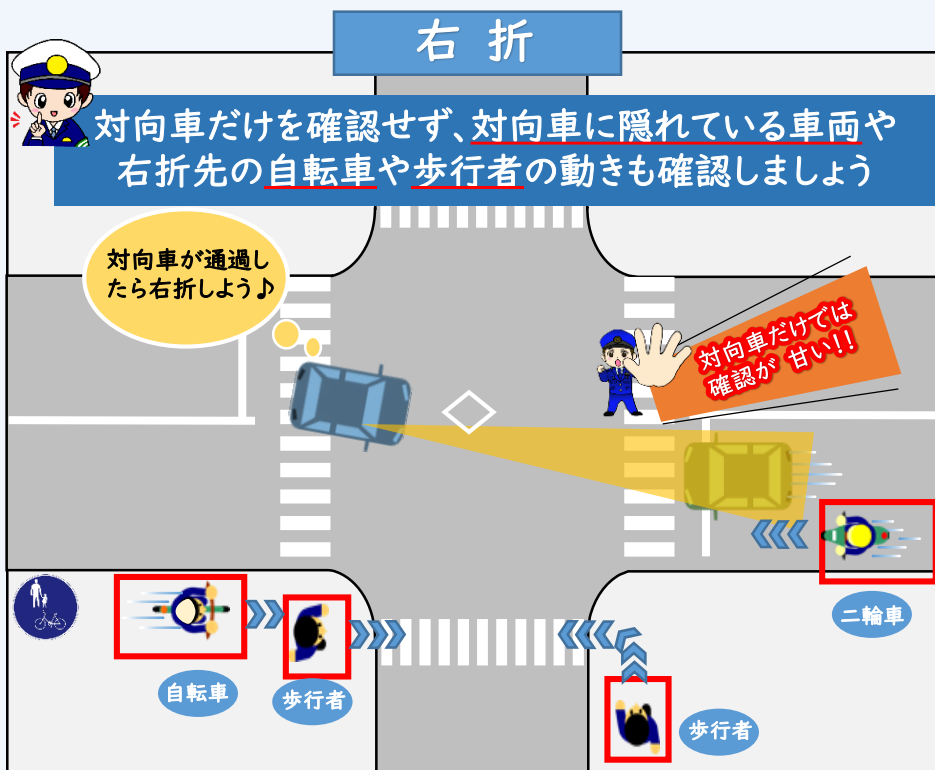 右 折
対向車だけを確認せず、対向車に隠れている車両や
右折先の自転車や歩行者の動きも確認しましょう
対向車が通過し
たら右折しよう♪
対向車だけでは
確認が 甘い!!
二輪車
自転車
歩行者
歩行者